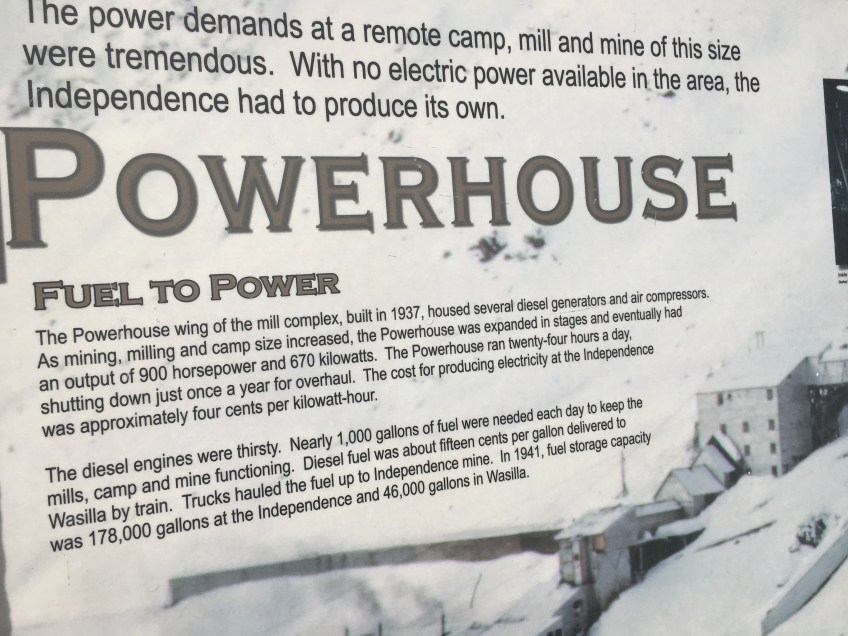 The power demands at a remote camp, mill and mine of this size
were tremendous. With no electric power available in the area, the
Independence had to produce its own.
POWERHOUSE
FUEL TO POWER
The Powerhouse wing of the mill complex, built in 1937, housed several diesel generators and air compressors.
As mining, milling and camp size increased, the Powerhouse was expanded in stages and eventually had
an output of 900 horsepower and 670 kilowatts. The Powerhouse ran twenty-four hours a day,
shutting down just once a year for overhaul. The cost for producing electricity at the Independence
was approximately four cents per kilowatt-hour.
The diesel engines were thirsty. Nearly 1,000 gallons of fuel were needed each day to keep the
mills, camp and mine functioning. Diesel fuel was about fifteen cents per gallon delivered to
Wasilla by train. Trucks hauled the fuel up to Independence mine. In 1941, fuel storage capacity
was 178,000 gallons at the Independence and 46,000 gallons in Wasilla.